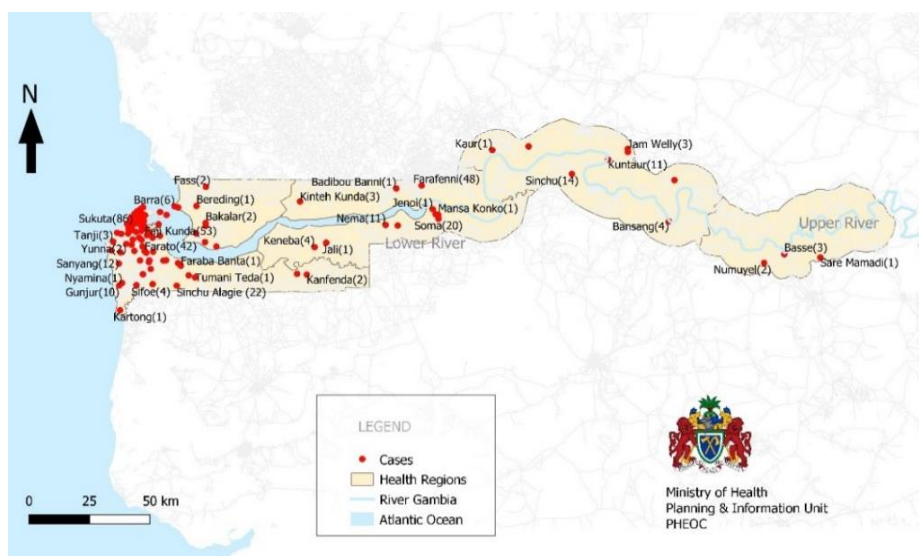 N
Kaur(1)
Jam Welly(3)
Kuntaur(11)
Fass(2)
Badibou Banni(1)
Farafenni(48)
Sinchu(14)
Barra(6)
Bereding(1)
Kinteh Kunda(3)
Jenoi(1)
Mansa Konko(1)
Sukuta(86)
Bakalar(2)
Nema(11)
Soma(20)
Bansang(4)
Upper River
Tanji(3)
Kunda(53)
Yunna(2)
Farato(42)
Keneba(4)
Jali(1)
Lower River
Basse(3)
Sanyang(12)
Faraba Banta(1)
Numuyel(2)
Sare Mamadi(1)
Nyamina(1)
Tumani Teda(1)
Kanfenda(2)
Gunjur(10)
Sifoe(4)
Sinchu Alagie (22)
Kartong(1)
LEGEND
Cases
Health Regions
River Gambia
Atlantic Ocean
0 25 50 km
Ministry of Health
Planning & Information Unit
PHEOC